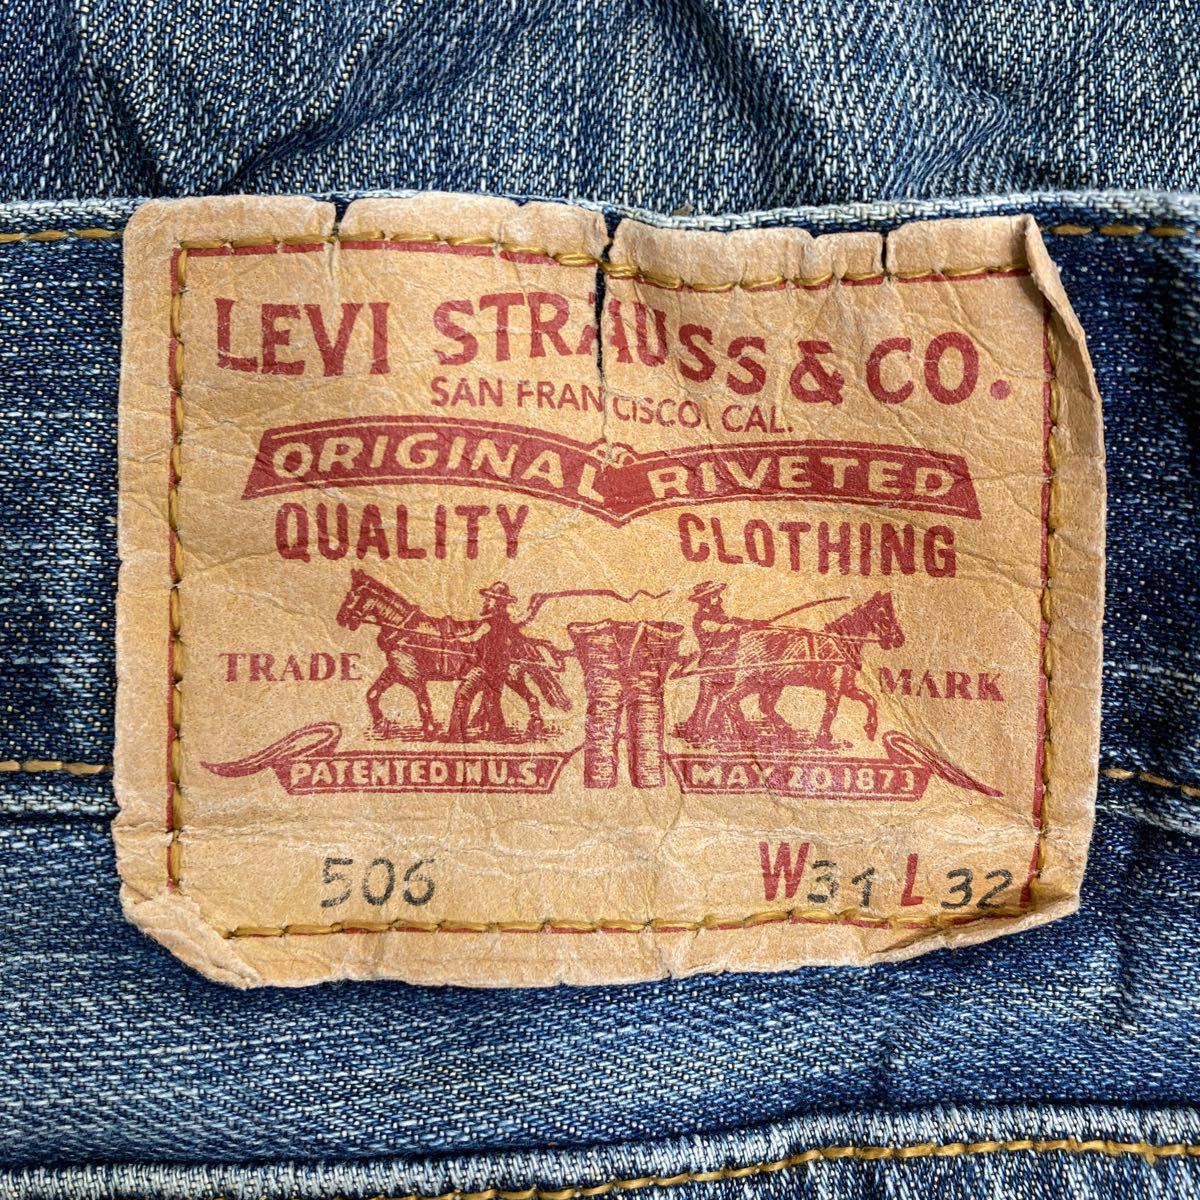 LEVI STRAUSS & CO.
SAN FRANCISCO, CAL.
ORIGINAL RIVETED
QUALITY CLOTHING
TRADE MARK
PATENTED IN U.S. MAY 20 1873
506 W31 L32